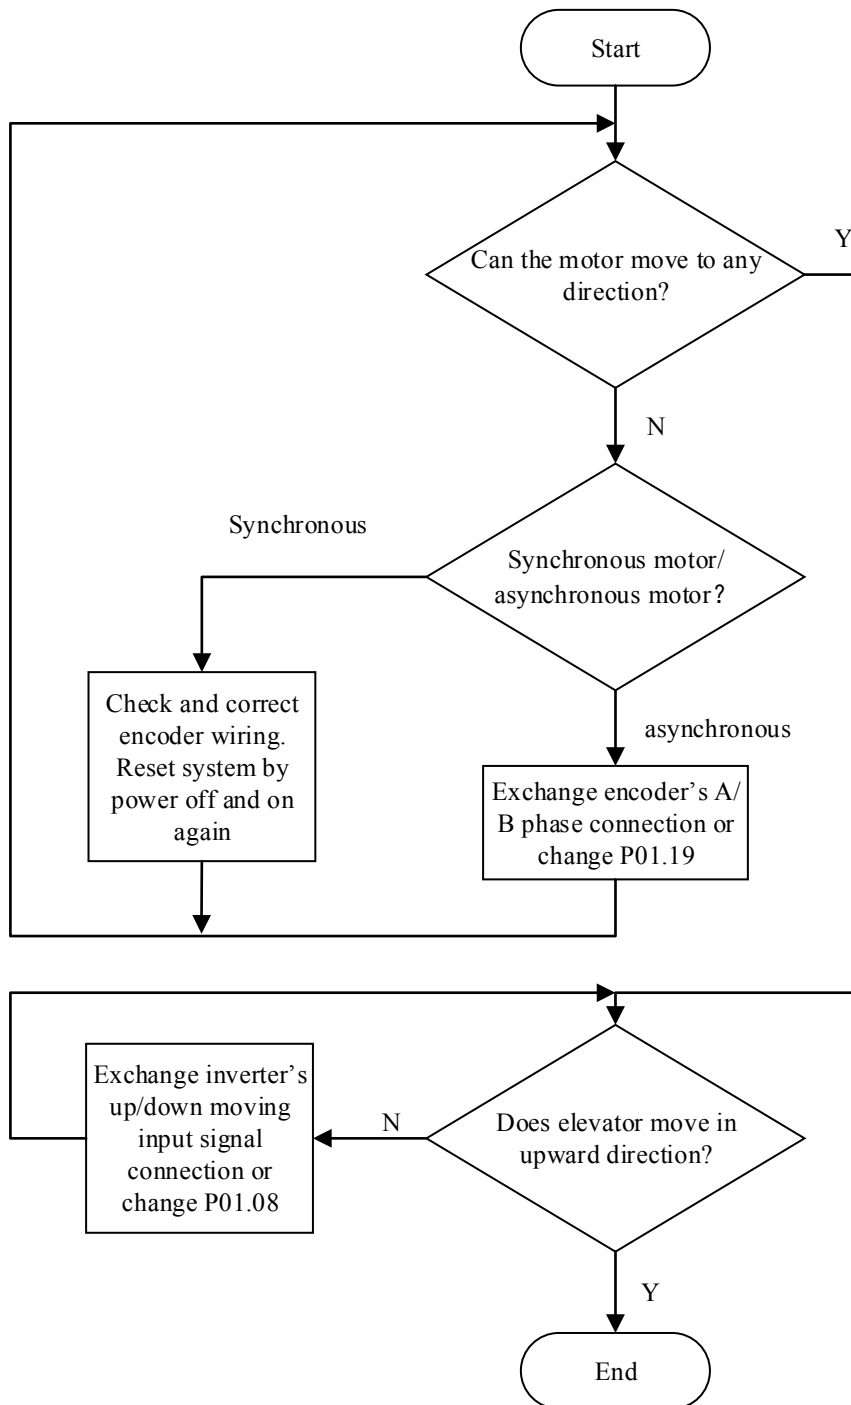 Start
Can the motor move to any
direction?
Y
N
Synchronous
Synchronous motor/
asynchronous motor?
Check and correct
encoder wiring.
Reset system by
power off and on
again
asynchronous
Exchange encoder’s A/
B phase connection or
change P01.19
Exchange inverter’s
up/down moving
input signal
connection or
change P01.08
N
Does elevator move in
upward direction?
Y
End